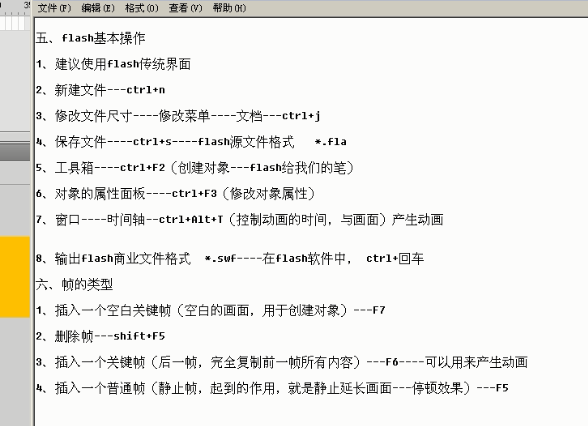 35
文件(F) 编辑(E) 格式(O) 查看(V) 帮助(H)
五、flash基本操作
1、建议使用flash传统界面
2、新建文件---ctrl+n
3、修改文件尺寸----修改菜单----文档---ctrl+j
4、保存文件----ctrl+s----flash源文件格式 *.fla
5、工具箱----ctrl+F2（创建对象---flash给我们的笔）
6、对象的属性面板----ctrl+F3（修改对象属性）
7、窗口----时间轴--ctrl+Alt+T（控制动画的时间，与画面）产生动画
8、输出flash商业文件格式 *.swf----在flash软件中， ctrl+回车
六、帧的类型
1、插入一个空白关键帧（空白的画面，用于创建对象）---F7
2、删除帧---shift+F5
3、插入一个关键帧（后一帧，完全复制前一帧所有内容）---F6----可以用来产生动画
4、插入一个普通帧（静止帧，起到的作用，就是静止延长画面---停顿效果）---F5